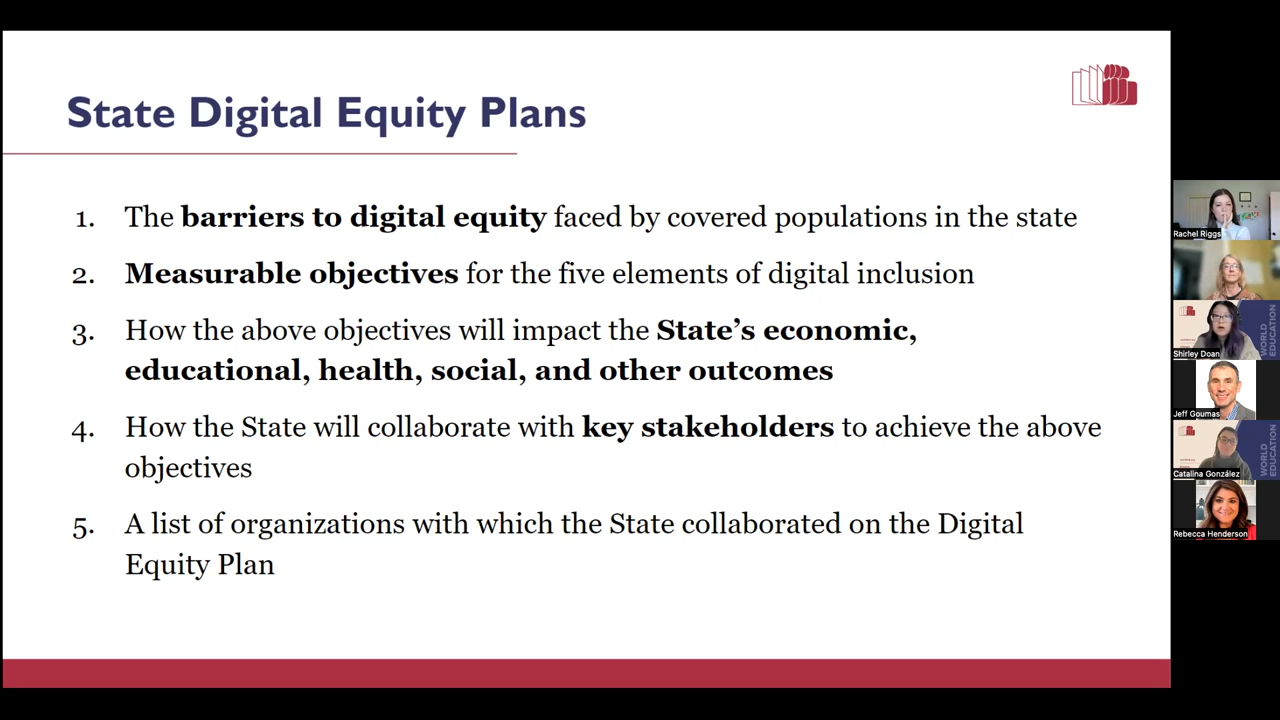 State Digital Equity Plans
1. The barriers to digital equity faced by covered populations in the state
2. Measurable objectives for the five elements of digital inclusion
3. How the above objectives will impact the State’s economic,
educational, health, social, and other outcomes
4. How the State will collaborate with key stakeholders to achieve the above
objectives
5. A list of organizations with which the State collaborated on the Digital
Equity Plan
Rachel Riggs
WORLD
EDUCATION
Shirley Doan
Jeff Goumas
WORLD
EDUCATION
Catalina González
Rebecca Henderson